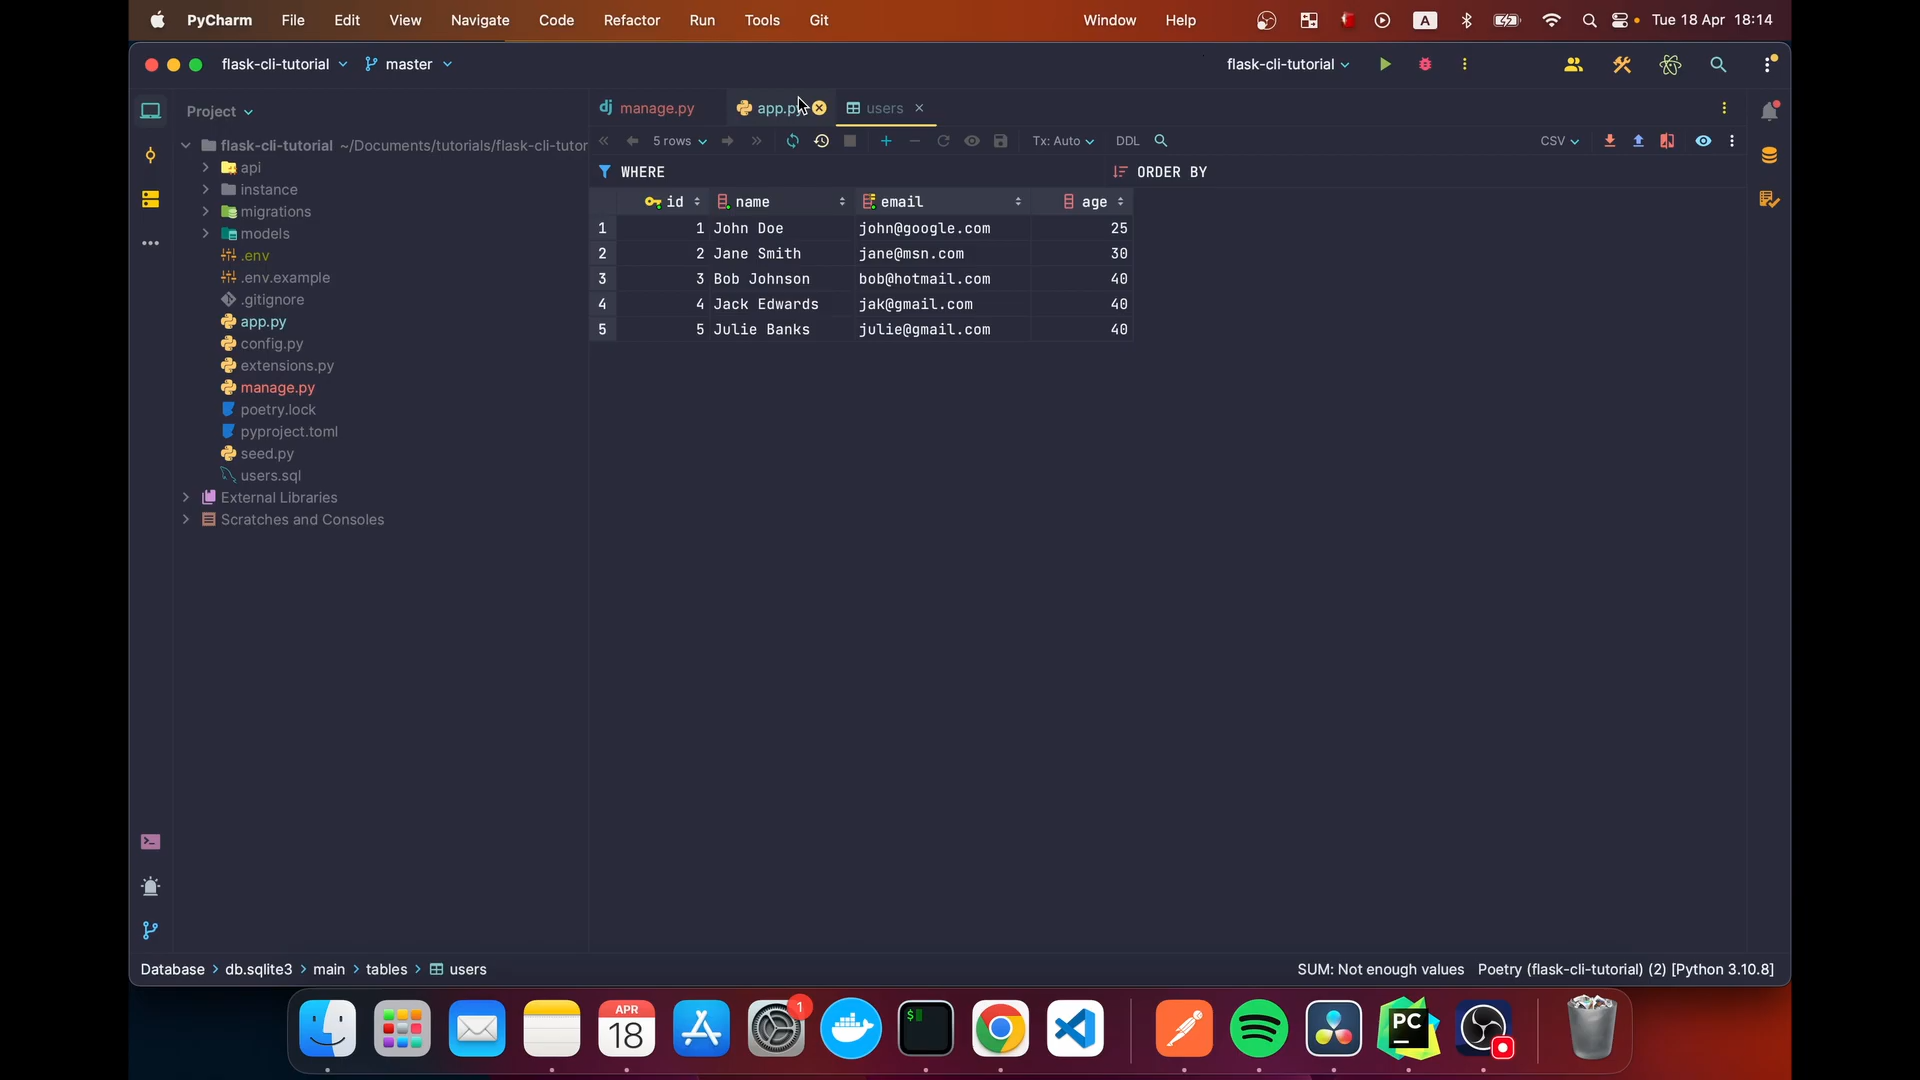 PyCharm File Edit View Navigate Code Refactor Run Tools Git Window Help A Tue 18 Apr 18:14
flask-cli-tutorial master flask-cli-tutorial
Project manage.py app.py users
5 rows Tx: Auto DDL CSV
WHERE ORDER BY
id name email age
1 1 John Doe john@google.com 25
2 2 Jane Smith jane@msn.com 30
3 3 Bob Johnson bob@hotmail.com 40
4 4 Jack Edwards jak@gmail.com 40
5 5 Julie Banks julie@gmail.com 40
flask-cli-tutorial ~/Documents/tutorials/flask-cli-tutor
api
instance
migrations
models
.env
.env.example
.gitignore
app.py
config.py
extensions.py
manage.py
poetry.lock
pyproject.toml
seed.py
users.sql
External Libraries
Scratches and Consoles
Database > db.sqlite3 > main > tables > users SUM: Not enough values Poetry (flask-cli-tutorial) (2) [Python 3.10.8]
APR
18
1
$
PC